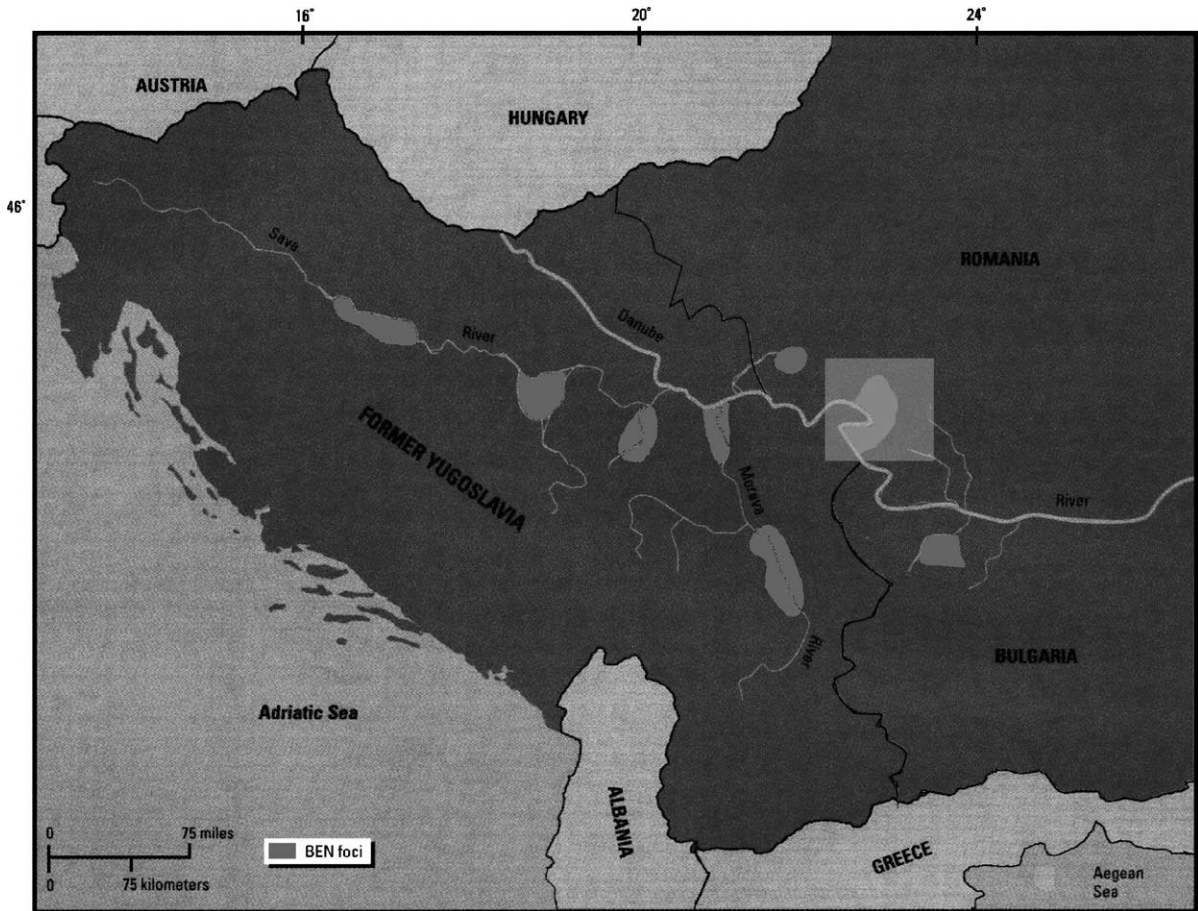 16°
20°
24°
AUSTRIA
HUNGARY
46°
Sava
ROMANIA
Danube
River
FORMER YUGOSLAVIA
Morava
River
River
BULGARIA
Adriatic Sea
ALBANIA
GREECE
0
75 miles
BEN foci
0
75 kilometers
Aegean
Sea